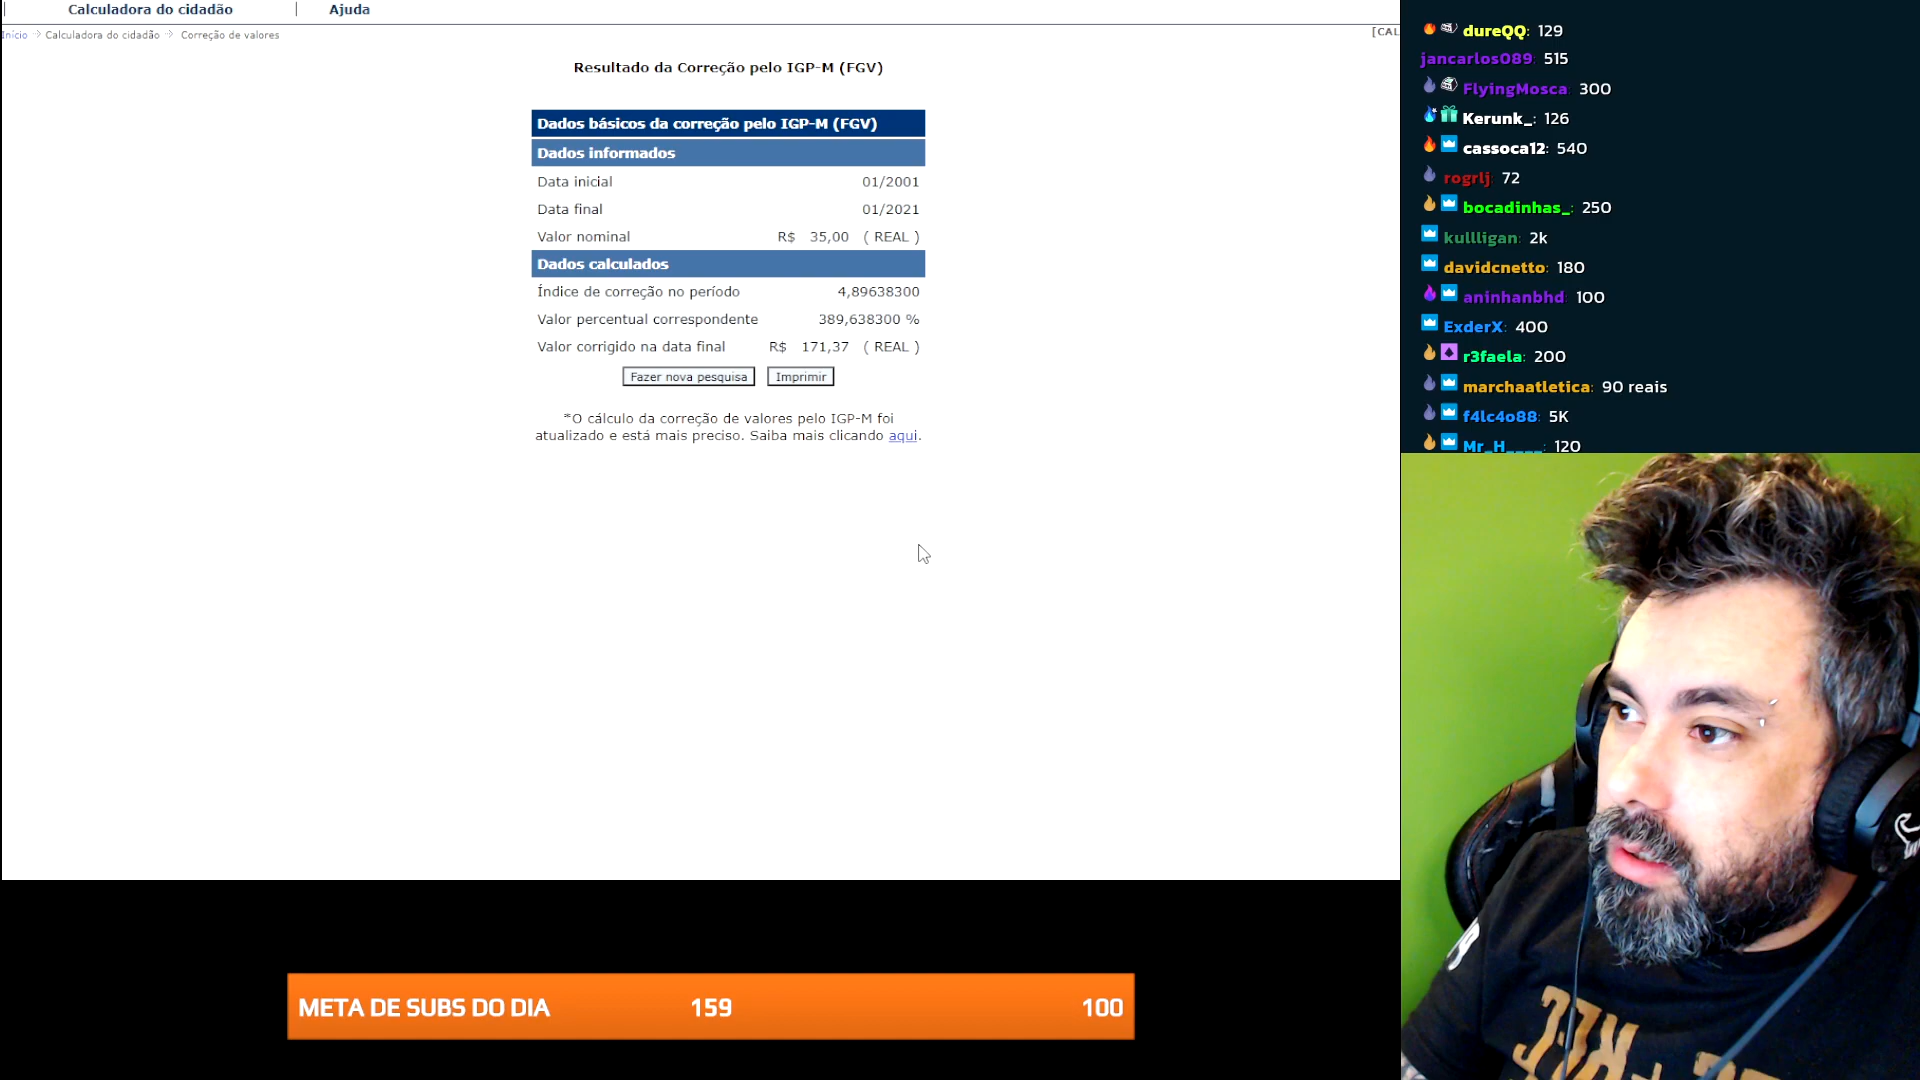 Calculadora do cidadão | Ajuda
Início Calculadora do cidadão Correção de valores
[CAL
Resultado da Correção pelo IGP-M (FGV)
Dados básicos da correção pelo IGP-M (FGV)
Dados informados
Data inicial 01/2001
Data final 01/2021
Valor nominal R$ 35,00 ( REAL )
Dados calculados
Índice de correção no período 4,89638300
Valor percentual correspondente 389,638300 %
Valor corrigido na data final R$ 171,37 ( REAL )
Fazer nova pesquisa Imprimir
*O cálculo da correção de valores pelo IGP-M foi
atualizado e está mais preciso. Saiba mais clicando aqui.
META DE SUBS DO DIA 159 100
dureQQ: 129
jancarlos089: 515
FlyingMosca: 300
Kerunk_: 126
cassoca12: 540
rogrlj: 72
bocadinhas_: 250
kullligan: 2k
davidcnetto: 180
aninhanbhd: 100
ExderX: 400
r3faela: 200
marchaatletica: 90 reais
f4lc4o88: 5K
Mr_H____: 120